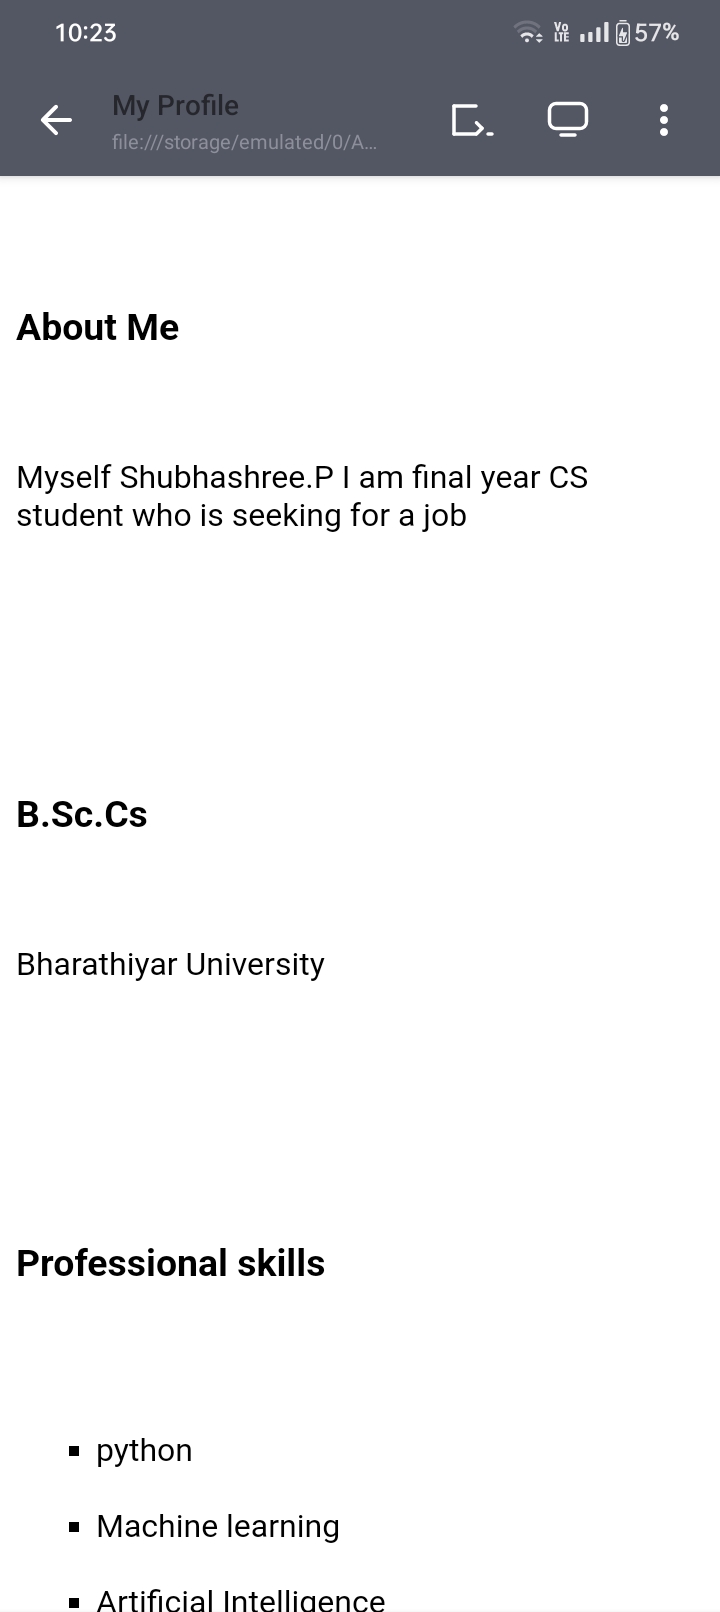 10:23
Vo LTE 57%
My Profile
file:///storage/emulated/0/A...
About Me
Myself Shubhashree.P I am final year CS
student who is seeking for a job
B.Sc.Cs
Bharathiyar University
Professional skills
python
Machine learning
Artificial Intelligence